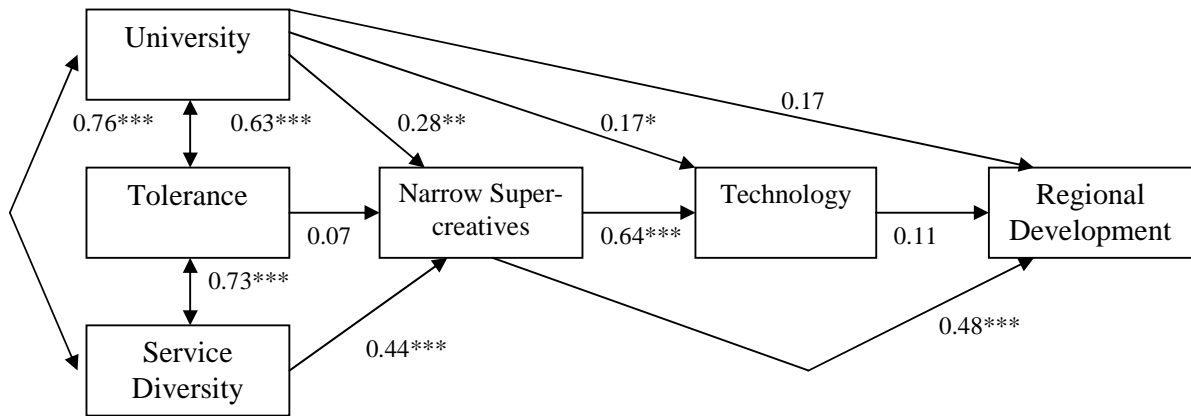 University
0.17
0.76***
0.63***
0.28**
0.17*
Tolerance
Narrow Super-
creatives
Technology
Regional
Development
0.07
0.64***
0.11
0.73***
Service
Diversity
0.44***
0.48***